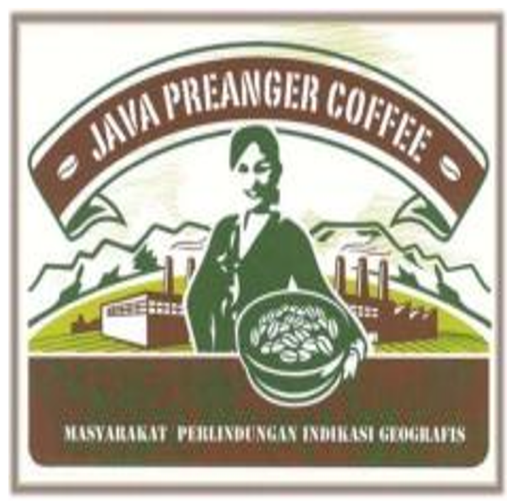 JAVA PREANGER COFFEE
MASYARAKAT PERLINDUNGAN INDIKASI GEOGRAFIS